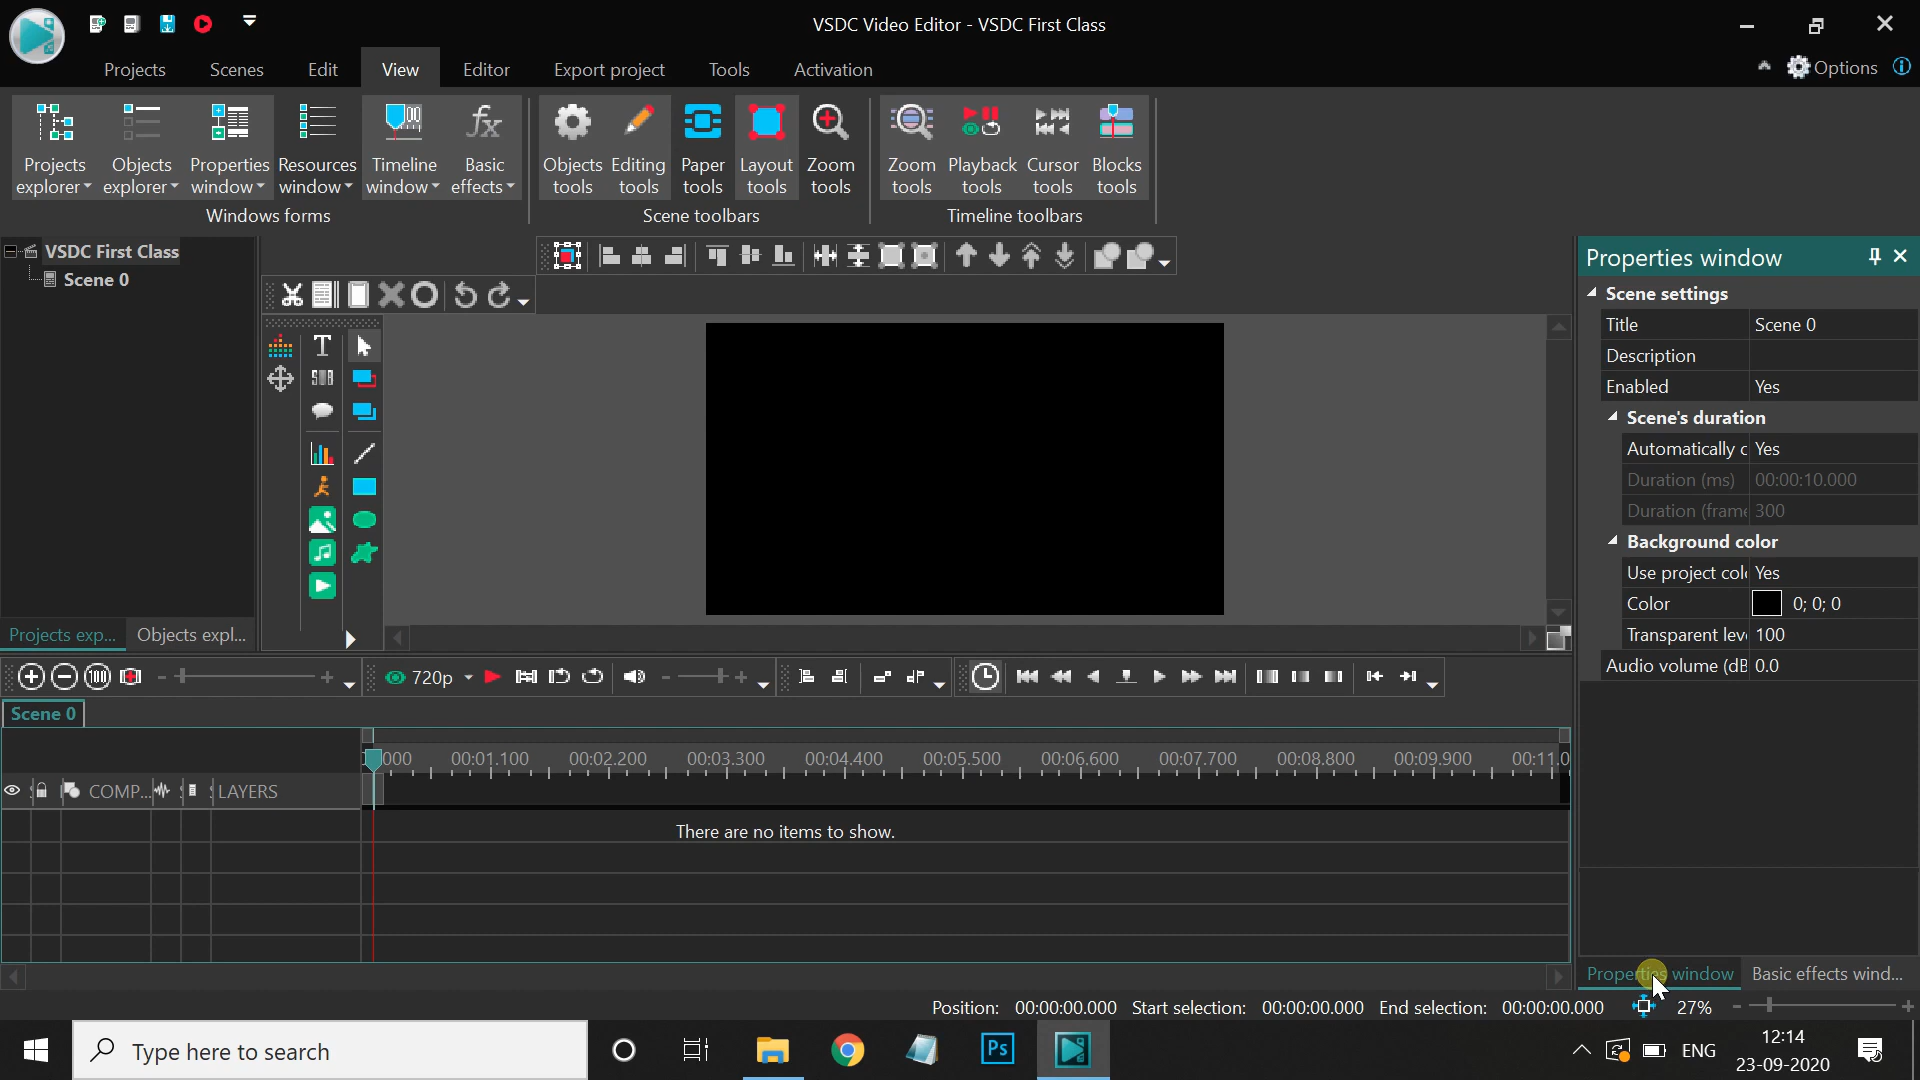 VSDC Video Editor - VSDC First Class
Projects Scenes Edit View Editor Export project Tools Activation Options
Projects explorer
Objects explorer
Properties window
Resources window
Timeline window
Basic effects
Objects tools
Editing tools
Paper tools
Layout tools
Zoom tools
Zoom tools
Playback tools
Cursor tools
Blocks tools
Windows forms Scene toolbars Timeline toolbars
VSDC First Class
Scene 0
T
Projects exp... Objects expl...
Properties window
Scene settings
Title Scene 0
Description
Enabled Yes
Scene's duration
Automatically c Yes
Duration (ms) 00:00:10.000
Duration (frame 300
Background color
Use project col Yes
Color 0; 0; 0
Transparent leve 100
Audio volume (dB 0.0
720p
Scene 0
000 00:01.100 00:02.200 00:03.300 00:04.400 00:05.500 00:06.600 00:07.700 00:08.800 00:09.900 00:11.0
COMP... LAYERS
There are no items to show.
Properties window Basic effects wind...
Position: 00:00:00.000 Start selection: 00:00:00.000 End selection: 00:00:00.000 27%
Type here to search
Ps
ENG
12:14
23-09-2020